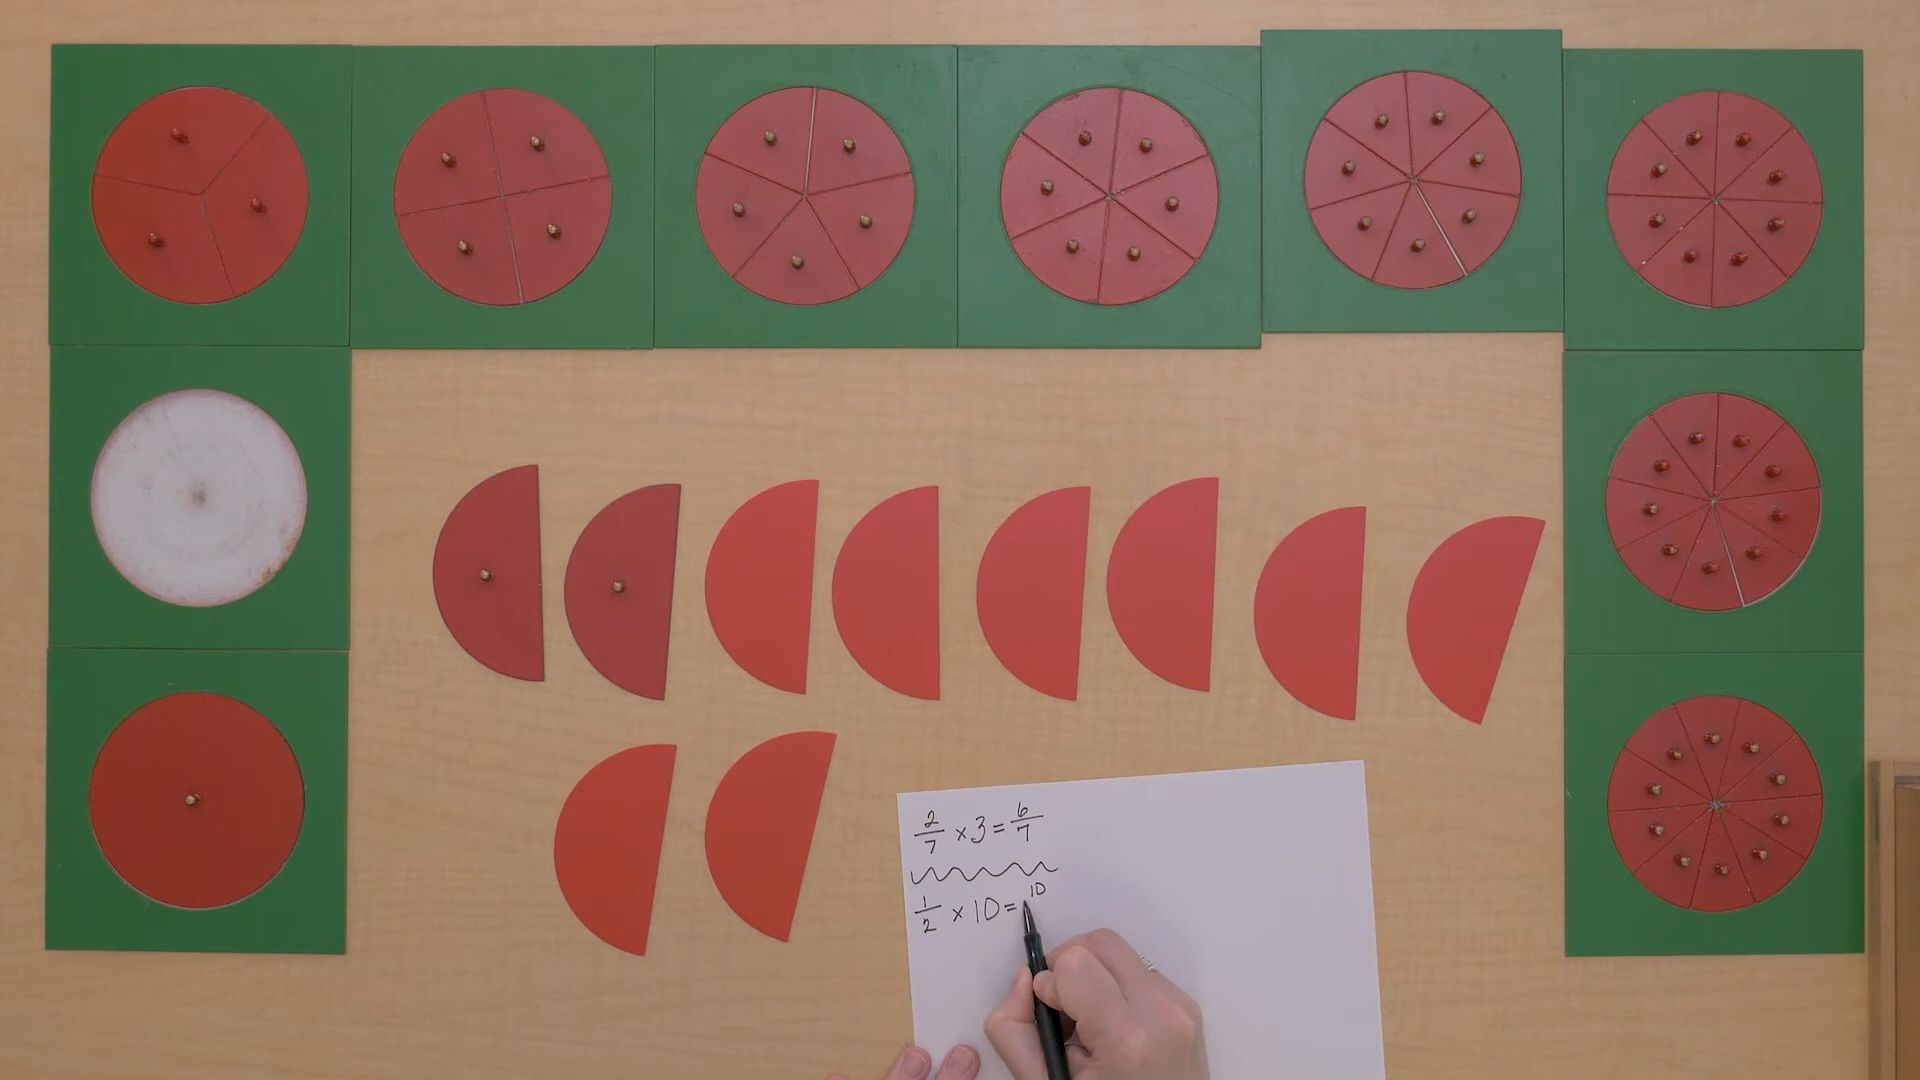 2/7 × 3 = 6/7
1/2 × 10 = 10